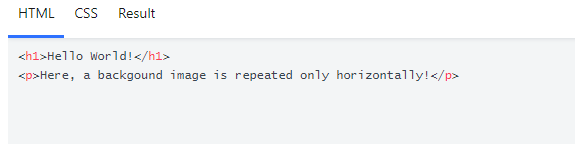 HTML CSS Result
<h1>Hello World!</h1>
<p>Here, a backgound image is repeated only horizontally!</p>